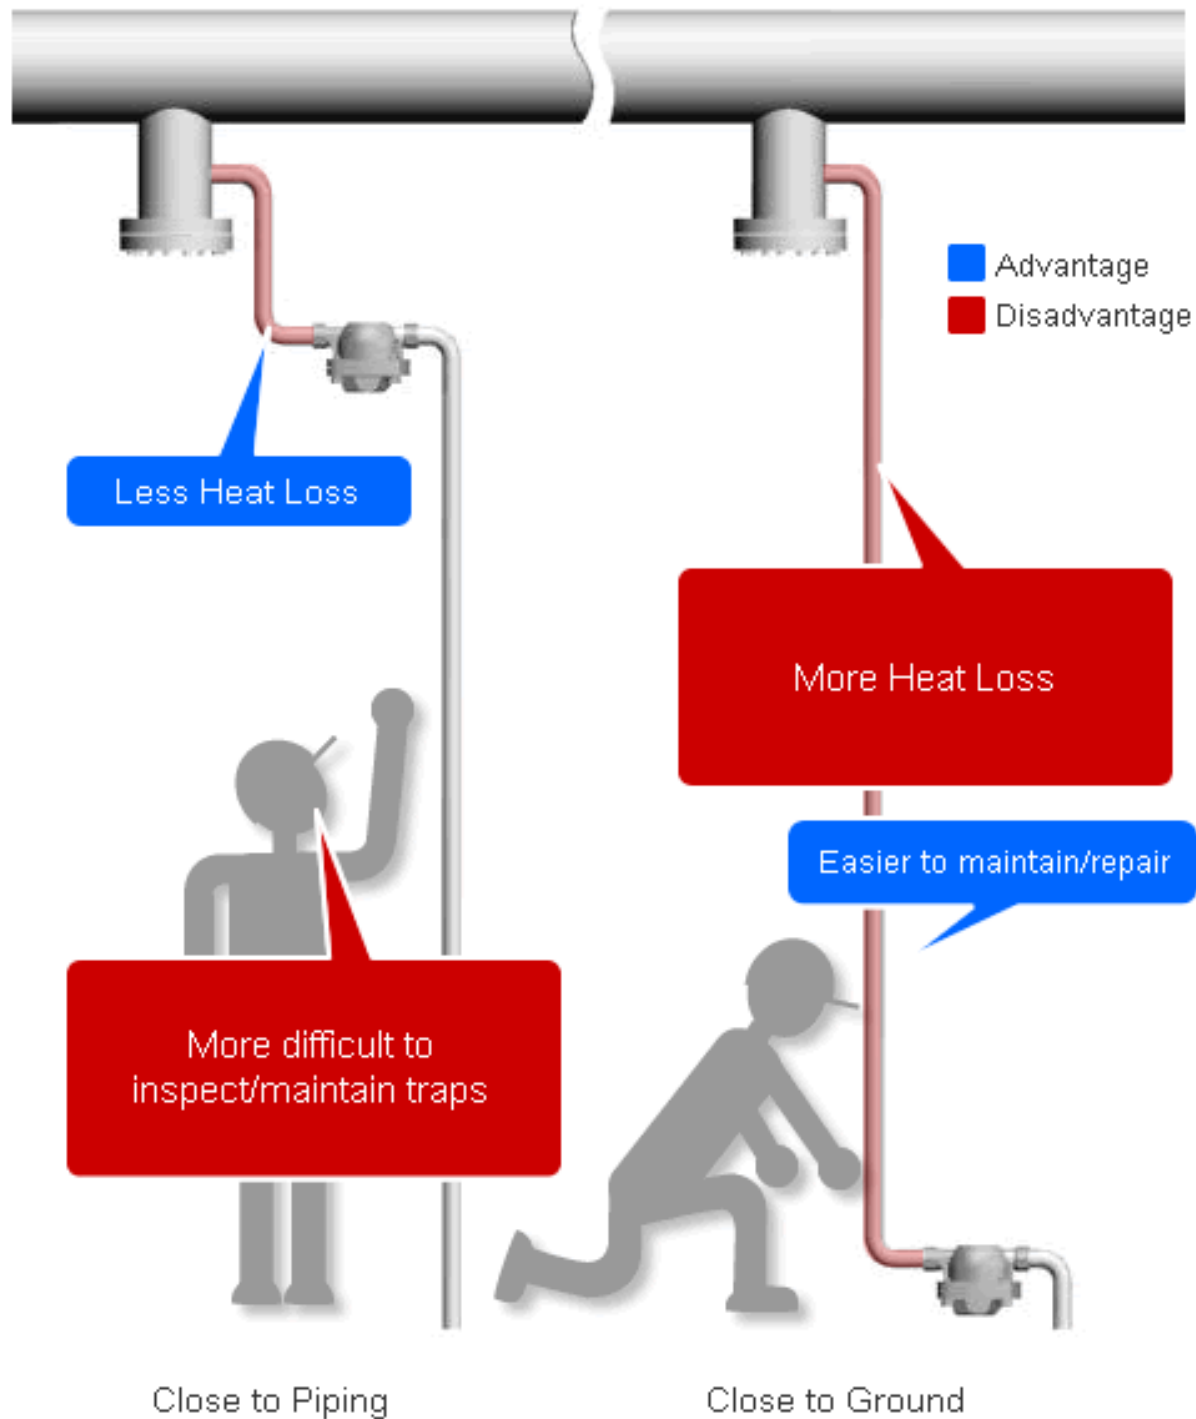 Advantage
Disadvantage
Less Heat Loss
More Heat Loss
Easier to maintain/repair
More difficult to
inspect/maintain traps
Close to Piping
Close to Ground